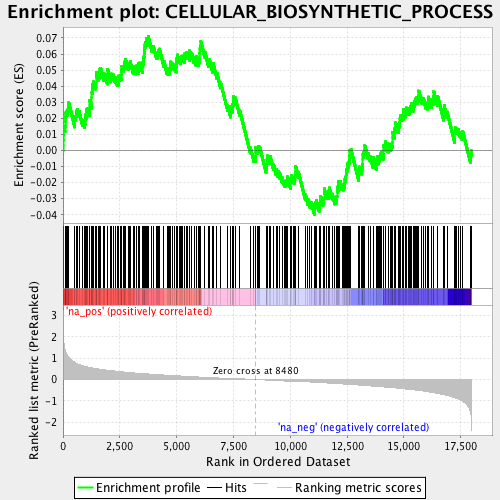 Enrichment plot: CELLULAR_BIOSYNTHETIC_PROCESS
Enrichment score (ES)
0.07
0.06
0.05
0.04
0.03
0.02
0.01
0.00
-0.01
-0.02
-0.03
-0.04
'na_pos' (positively correlated)
Ranked list metric (PreRanked)
3
2
1
0
-1
-2
Zero cross at 8480
'na_neg' (negatively correlated)
0 2,500 5,000 7,500 10,000 12,500 15,000 17,500
Rank in Ordered Dataset
Enrichment profile Hits Ranking metric scores